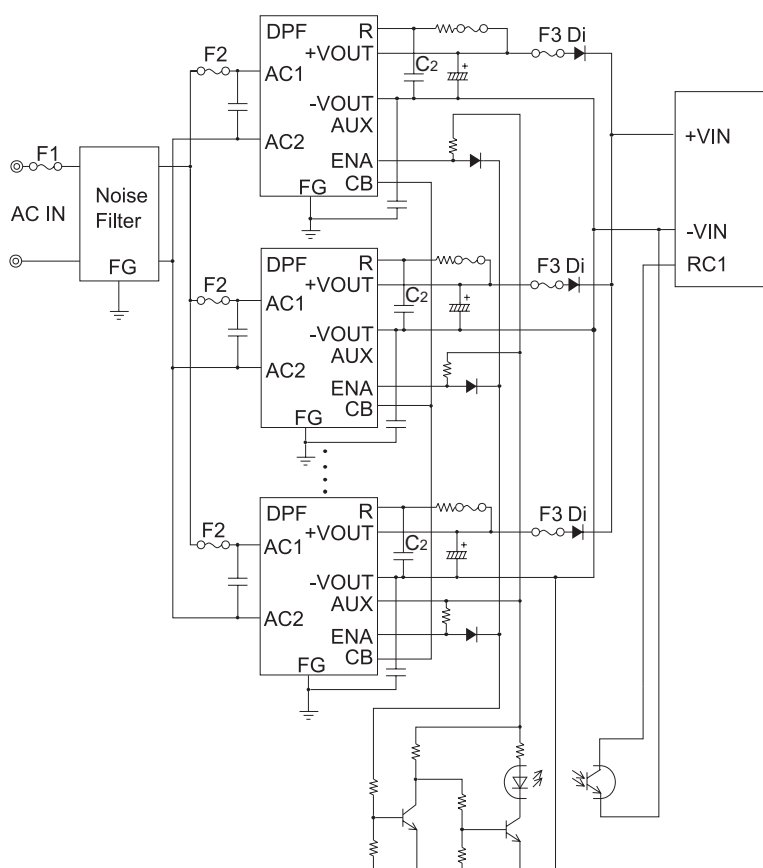 DPF
R
+VOUT
F3 Di
F2
AC1
C2
-VOUT
AUX
+VIN
AC2
ENA
F1
CB
Noise
Filter
FG
AC IN
-VIN
FG
RC1
DPF
R
+VOUT
F3 Di
F2
AC1
C2
-VOUT
AUX
AC2
ENA
CB
FG
DPF
R
+VOUT
F3 Di
F2
AC1
C2
-VOUT
AUX
AC2
ENA
CB
FG